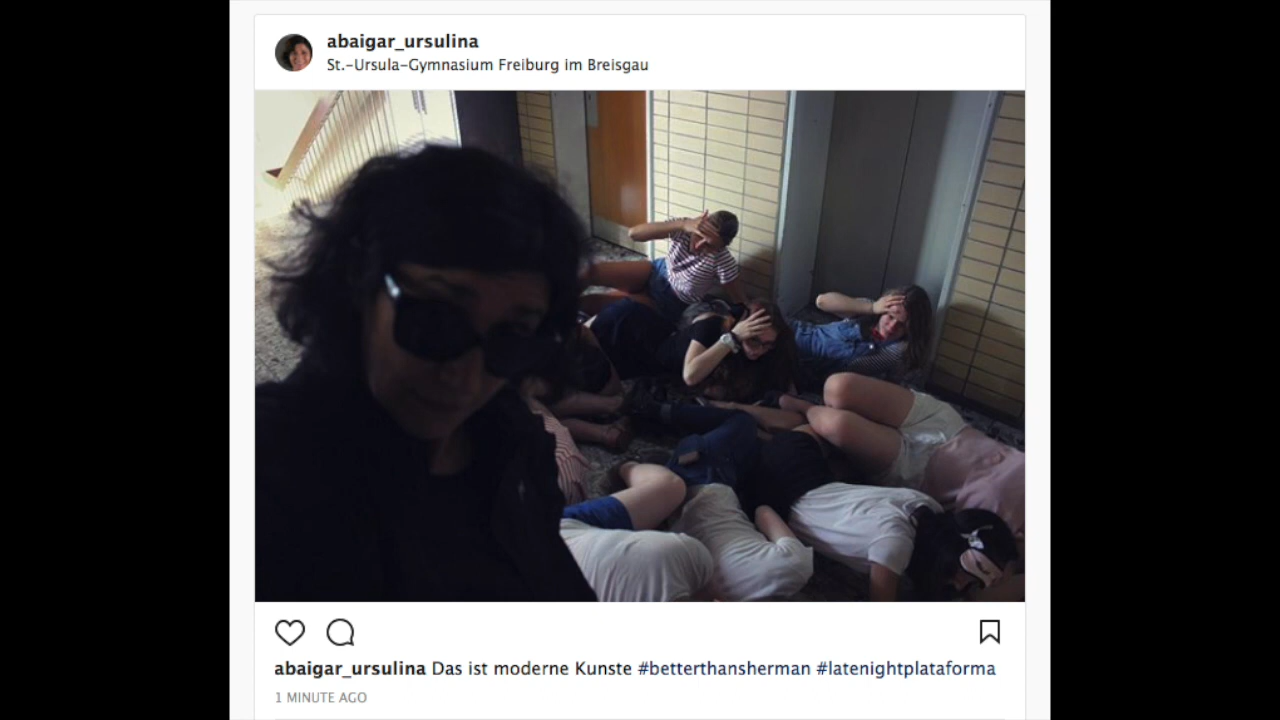 abaigar_ursulina
St.-Ursula-Gymnasium Freiburg im Breisgau
abaigar_ursulina Das ist moderne Kunste #betterthansherman #latenightplataforma
1 MINUTE AGO